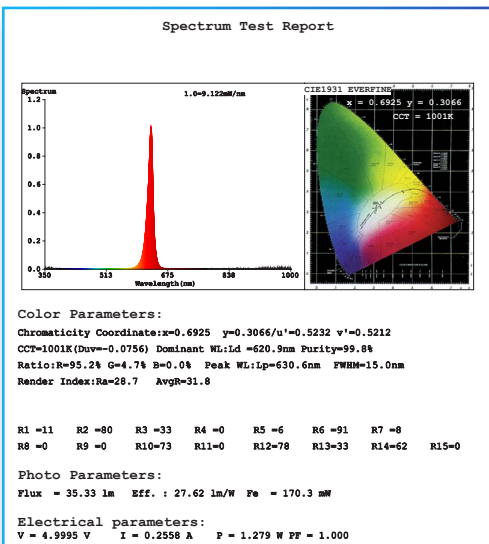 Spectrum Test Report
Spectrum
1.0=9.122mW/nm
1.2
1.0
0.8
0.6
0.4
0.2
0.0
350 513 675 838 1000
Wavelength(nm)
CIE1931 EVERFINE
x = 0.6925 y = 0.3066
CCT = 1001K
Color Parameters:
Chromaticity Coordinate:x=0.6925 y=0.3066/u'=0.5232 v'=0.5212
CCT=1001K(Duv=-0.0756) Dominant WL:Ld =620.9nm Purity=99.8%
Ratio:R=95.2% G=4.7% B=0.0% Peak WL:Lp=630.6nm FWHM=15.0nm
Render Index:Ra=28.7 AvgR=31.8
R1 =11 R2 =80 R3 =33 R4 =0 R5 =6 R6 =91 R7 =8
R8 =0 R9 =0 R10=73 R11=0 R12=78 R13=33 R14=62 R15=0
Photo Parameters:
Flux = 35.33 lm Eff. : 27.62 lm/W Fe = 170.3 mW
Electrical parameters:
V = 4.9995 V I = 0.2558 A P = 1.279 W PF = 1.000